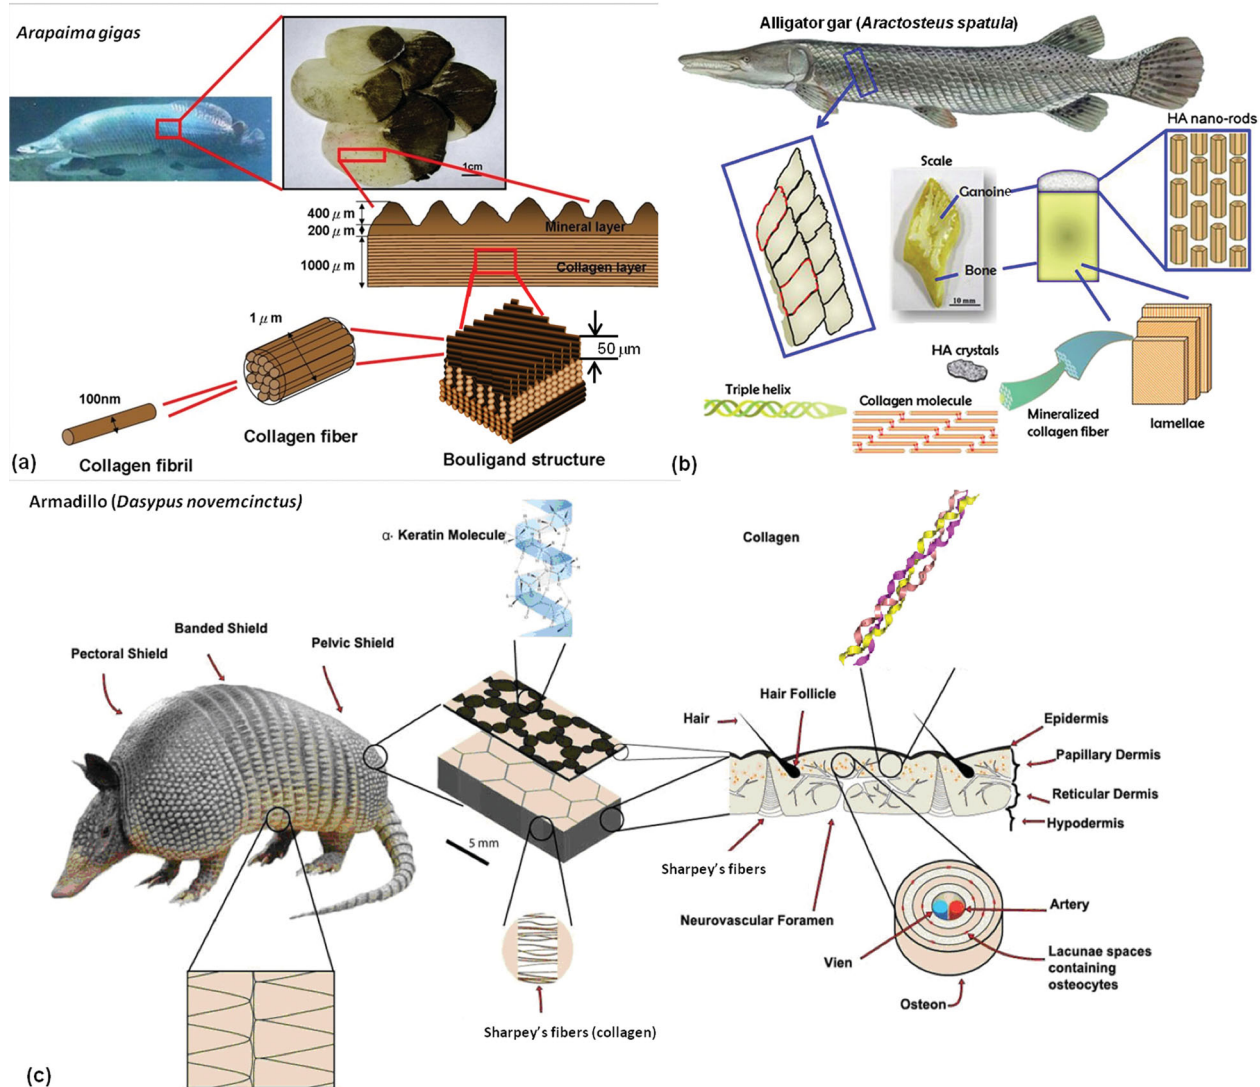 Arapaima gigas
1cm
400 μm
200 μm
1000 μm
Mineral layer
Collagen layer
1 μm
50 μm
100nm
Collagen fiber
Collagen fibril
Bouligand structure
(a)
Alligator gar (Aractosteus spatula)
HA nano-rods
Scale
Ganoine
Bone
10 mm
HA crystals
Triple helix
Collagen molecule
Mineralized
collagen fiber
lamellae
(b)
Armadillo (Dasypus novemcinctus)
α- Keratin Molecule
Collagen
Banded Shield
Pectoral Shield
Pelvic Shield
Hair Follicle
Hair
Epidermis
Papillary Dermis
Reticular Dermis
Hypodermis
5 mm
Sharpey's fibers
Neurovascular Foramen
Artery
Vien
Lacunae spaces
containing
osteocytes
Osteon
Sharpey's fibers (collagen)
(c)